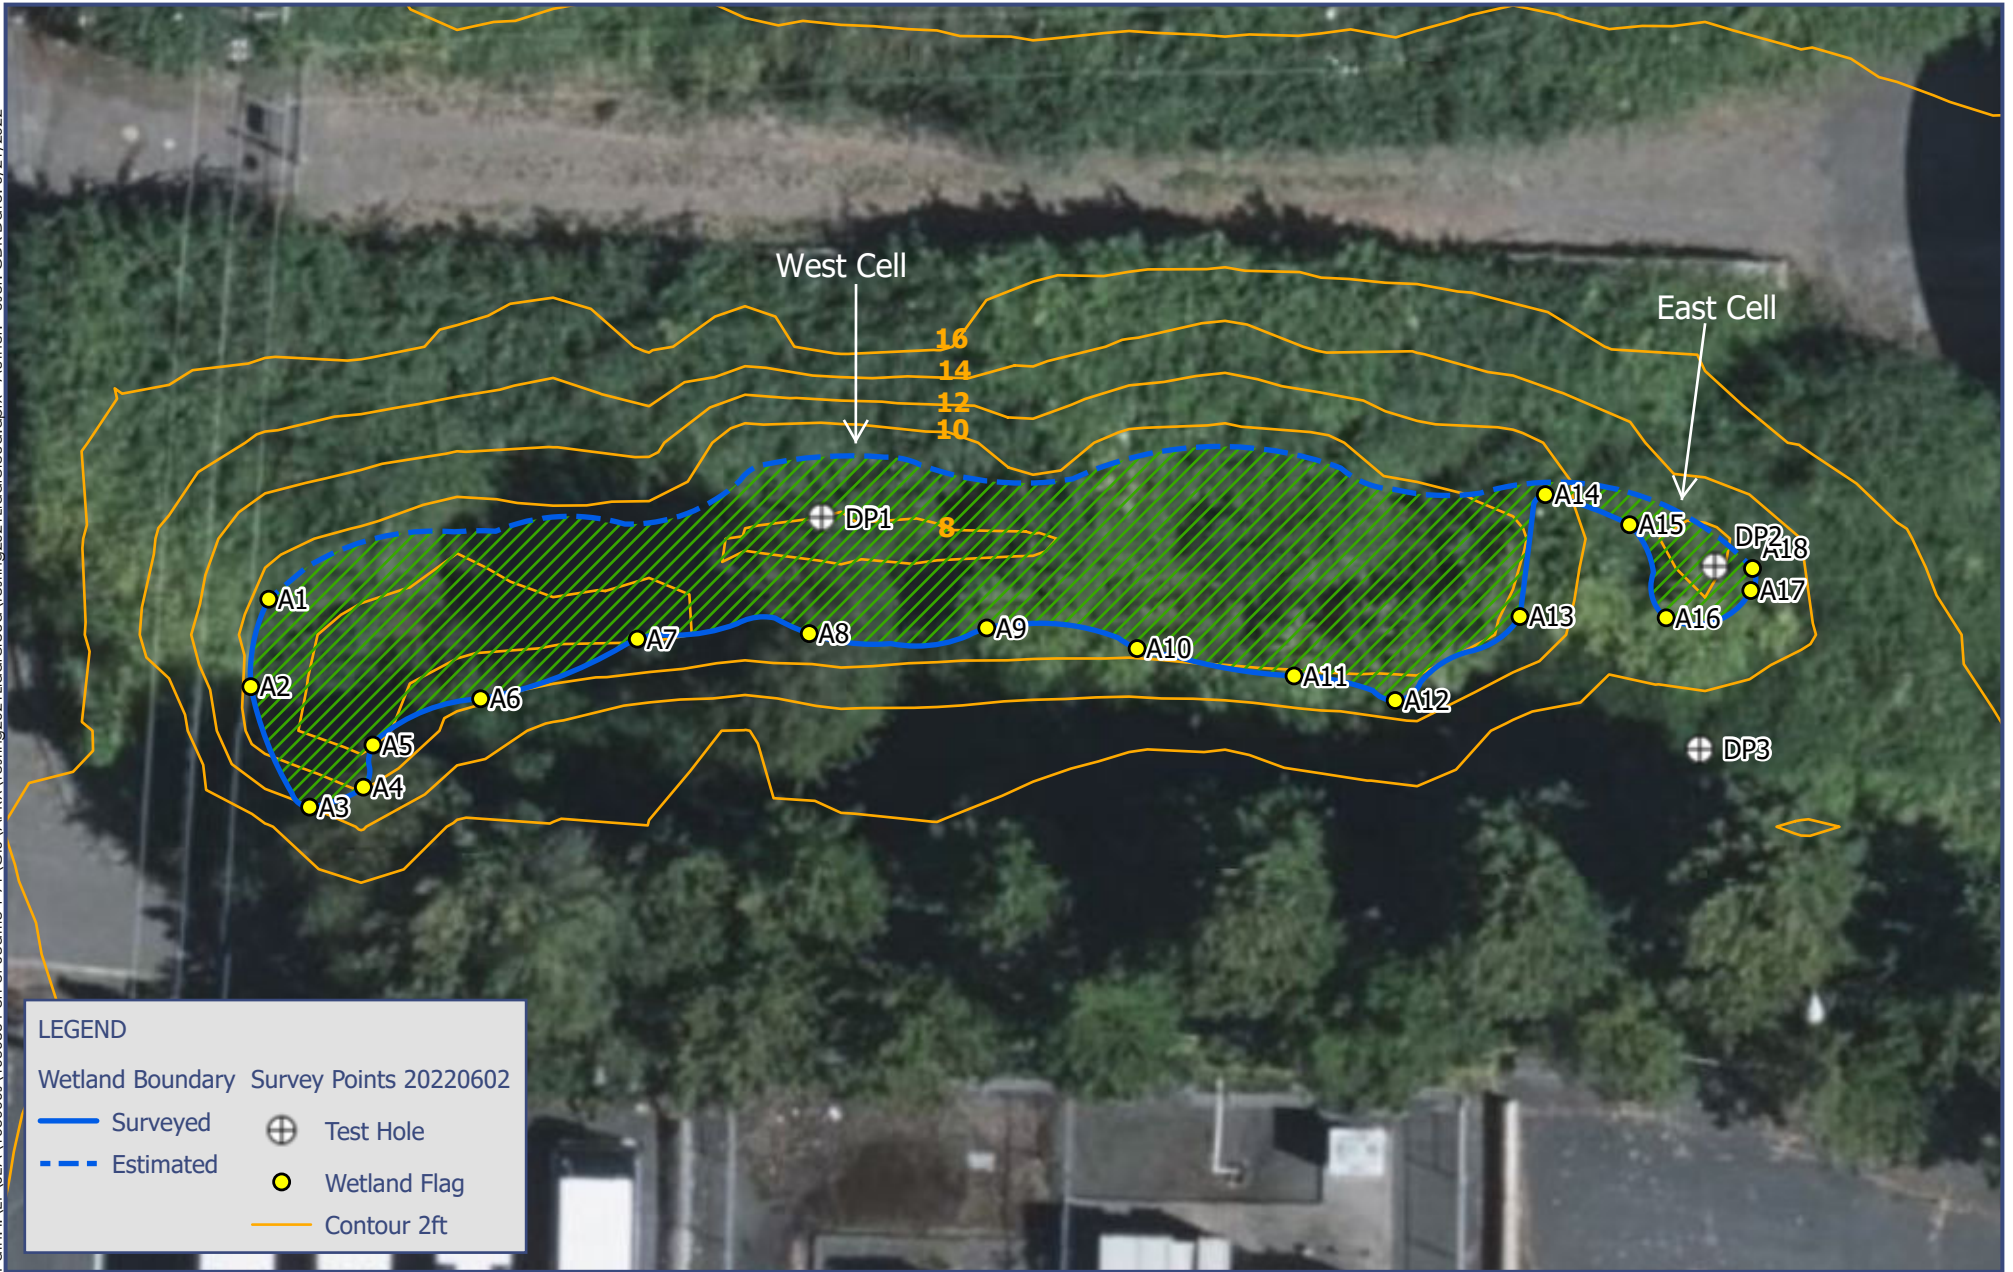 West Cell
East Cell
16
14
12
10
8
DP1
DP2
DP3
A1
A2
A3
A4
A5
A6
A7
A8
A9
A10
A11
A12
A13
A14
A15
A16
A17
A18
LEGEND
Wetland Boundary
Surveyed
Estimated
Survey Points 20220602
Test Hole
Wetland Flag
Contour 2ft